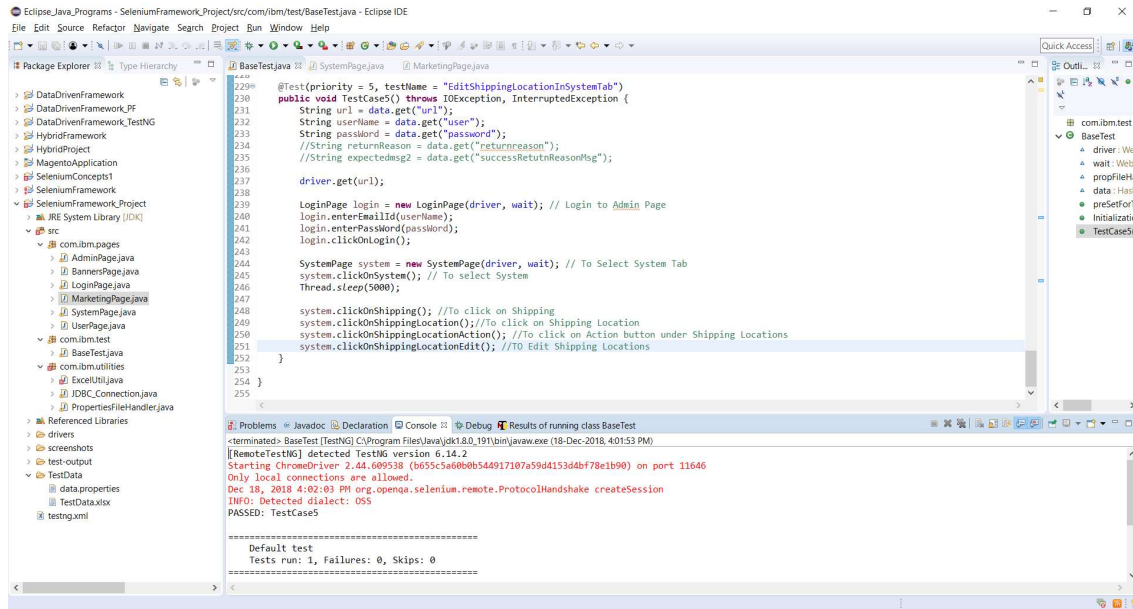 Eclipse_Java_Programs - SeleniumFramework_Project/src/com/ibm/test/BaseTest.java - Eclipse IDE
File Edit Source Refactor Navigate Search Project Run Window Help
Quick Access
Package Explorer Type Hierarchy
DataDrivenFramework
DataDrivenFramework_PF
DataDrivenFramework_TestNG
HybridFramework
HybridProject
MagentoApplication
SeleniumConcepts1
SeleniumFramework
SeleniumFramework_Project
JRE System Library [JDK]
src
com.ibm.pages
AdminPage.java
BannersPage.java
LoginPage.java
MarketingPage.java
SystemPage.java
UserPage.java
com.ibm.test
BaseTest.java
com.ibm.utilities
ExcelUtil.java
JDBC_Connection.java
PropertiesFileHandler.java
Referenced Libraries
drivers
screenshots
test-output
TestData
data.properties
TestData.xlsx
testng.xml
BaseTest.java SystemPage.java MarketingPage.java
228
229 @Test(priority = 5, testName = "EditShippingLocationInSystemTab")
230 public void TestCase5() throws IOException, InterruptedException {
231 String url = data.get("url");
232 String userName = data.get("user");
233 String passWord = data.get("password");
234 //String returnReason = data.get("returnreason");
235 //String expectedmsg2 = data.get("successRetutnReasonMsg");
236
237 driver.get(url);
238
239 LoginPage login = new LoginPage(driver, wait); // Login to Admin Page
240 login.enterEmailId(userName);
241 login.enterPassWord(passWord);
242 login.clickOnLogin();
243
244 SystemPage system = new SystemPage(driver, wait); // To Select System Tab
245 system.clickOnSystem(); // To select System
246 Thread.sleep(5000);
247
248 system.clickOnShipping(); //To click on Shipping
249 system.clickOnShippingLocation();//To click on Shipping Location
250 system.clickOnShippingLocationAction(); //To click on Action button under Shipping Locations
251 system.clickOnShippingLocationEdit(); //TO Edit Shipping Locations
252 }
253
254 }
255
Outli...
com.ibm.test
BaseTest
driver : We
wait : Web
propFileHa
data : Has
preSetForT
Initializatio
TestCase5(
Problems Javadoc Declaration Console Debug Results of running class BaseTest
<terminated> BaseTest [TestNG] C:\Program Files\Java\jdk1.8.0_191\bin\javaw.exe (18-Dec-2018, 4:01:53 PM)
[RemoteTestNG] detected TestNG version 6.14.2
Starting ChromeDriver 2.44.609538 (b655c5a60b0b544917107a59d4153d4bf78e1b90) on port 11646
Only local connections are allowed.
Dec 18, 2018 4:02:03 PM org.openqa.selenium.remote.ProtocolHandshake createSession
INFO: Detected dialect: OSS
PASSED: TestCase5
===============================================
Default test
Tests run: 1, Failures: 0, Skips: 0
===============================================